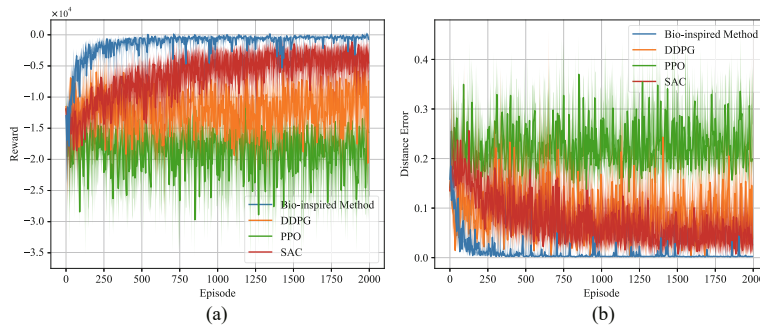 −×10⁴
0.0
−0.5
−1.0
−1.5
−2.0
−2.5
−3.0
−3.5
Reward
0 250 500 750 1000 1250 1500 1750 2000
Episode
Bio-inspired Method
DDPG
PPO
SAC
(a)
0.4
0.3
0.2
0.1
0.0
Distance Error
0 250 500 750 1000 1250 1500 1750 2000
Episode
Bio-inspired Method
DDPG
PPO
SAC
(b)